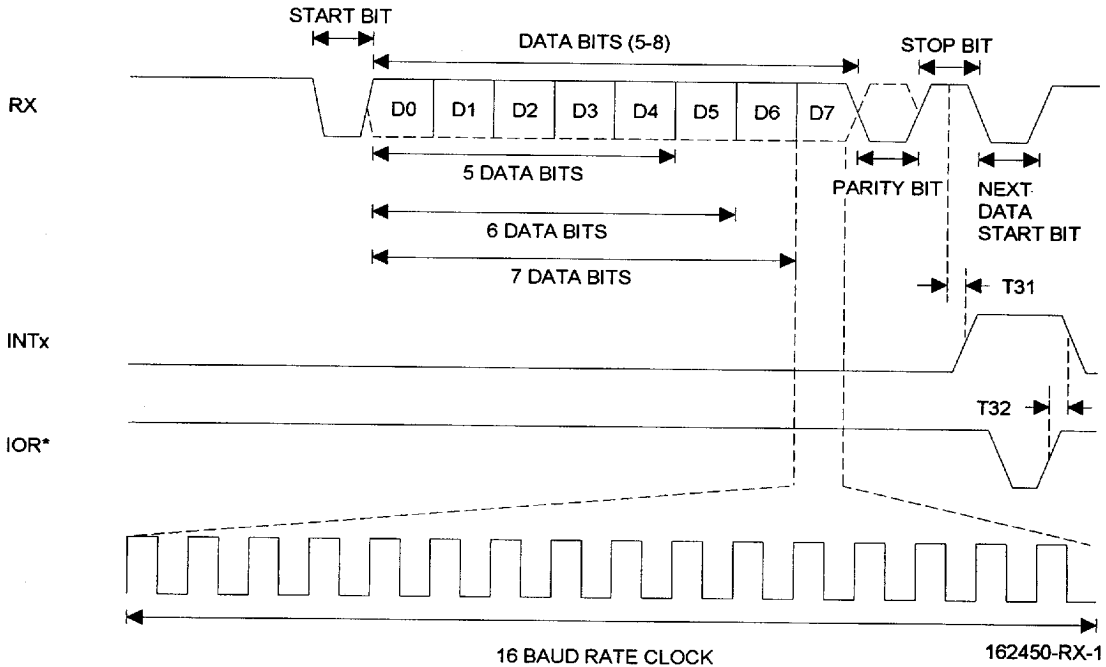 START BIT
DATA BITS (5-8)
STOP BIT
RX
D0 D1 D2 D3 D4 D5 D6 D7
5 DATA BITS
PARITY BIT
NEXT
DATA
START BIT
6 DATA BITS
7 DATA BITS
T31
INTx
T32
IOR*
16 BAUD RATE CLOCK
162450-RX-1